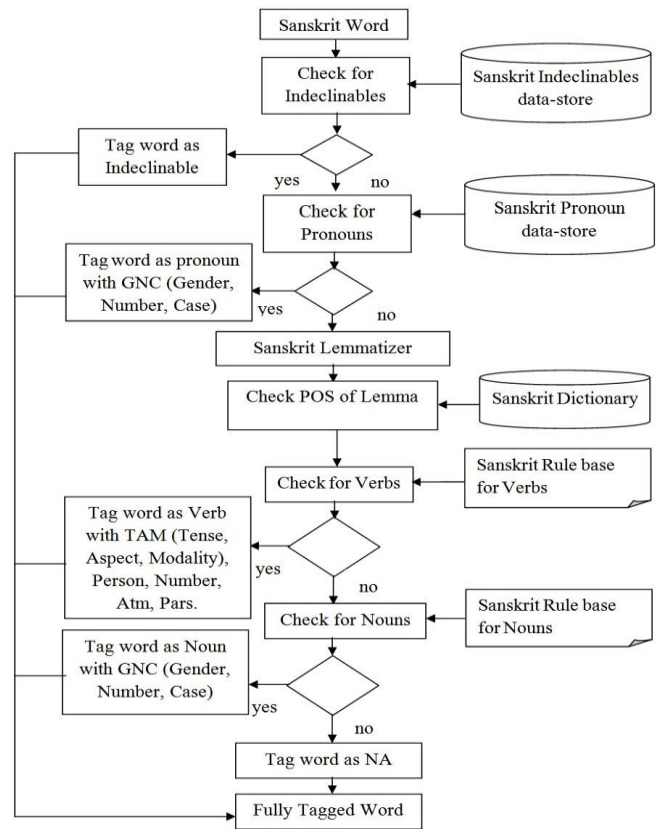 Sanskrit Word
Check for
Indeclinables
Sanskrit Indeclinables
data-store
Tag word as
Indeclinable
yes
no
Check for
Pronouns
Sanskrit Pronoun
data-store
Tag word as pronoun
with GNC (Gender,
Number, Case)
yes
no
Sanskrit Lemmatizer
Check POS of Lemma
Sanskrit Dictionary
Check for Verbs
Sanskrit Rule base
for Verbs
Tag word as Verb
with TAM (Tense,
Aspect, Modality),
Person, Number,
Atm, Pars.
yes
no
Check for Nouns
Sanskrit Rule base
for Nouns
Tag word as Noun
with GNC (Gender,
Number, Case)
yes
no
Tag word as NA
Fully Tagged Word